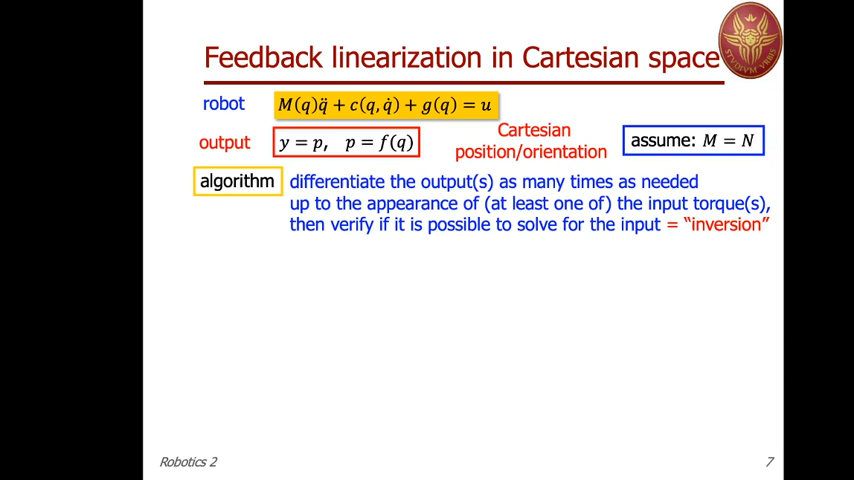 Feedback linearization in Cartesian space
STVDIVM VRBIS
robot M(q)q̈ + c(q, q̇) + g(q) = u
output y = p, p = f(q) Cartesian position/orientation assume: M = N
algorithm differentiate the output(s) as many times as needed
up to the appearance of (at least one of) the input torque(s),
then verify if it is possible to solve for the input = “inversion”
Robotics 2 7